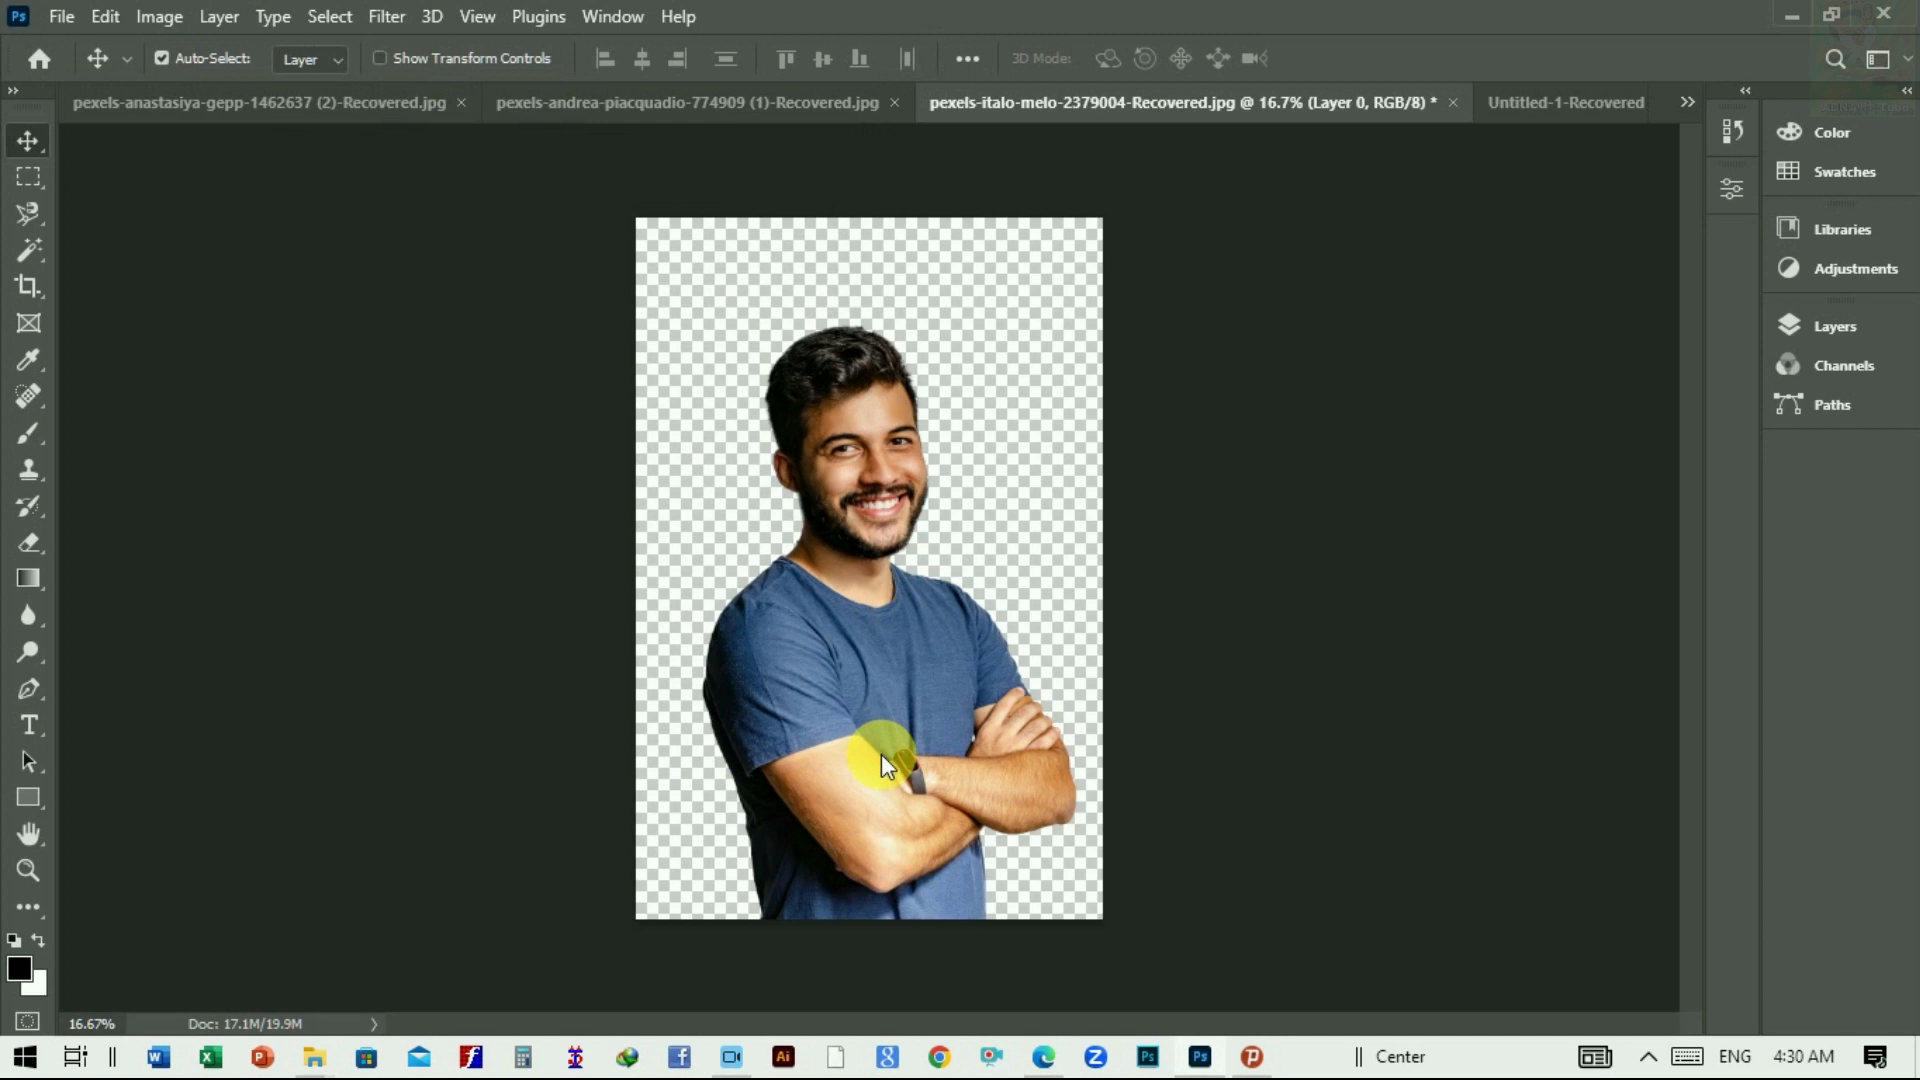 Ps File Edit Image Layer Type Select Filter 3D View Plugins Window Help
Auto-Select: Layer Show Transform Controls ••• 3D Mode:
pexels-anastasiya-gepp-1462637 (2)-Recovered.jpg × pexels-andrea-piacquadio-774909 (1)-Recovered.jpg × pexels-italo-melo-2379004-Recovered.jpg @ 16.7% (Layer 0, RGB/8) * × Untitled-1-Recovered
Color
Swatches
Libraries
Adjustments
Layers
Channels
Paths
16.67% Doc: 17.1M/19.9M
Center ENG 4:30 AM